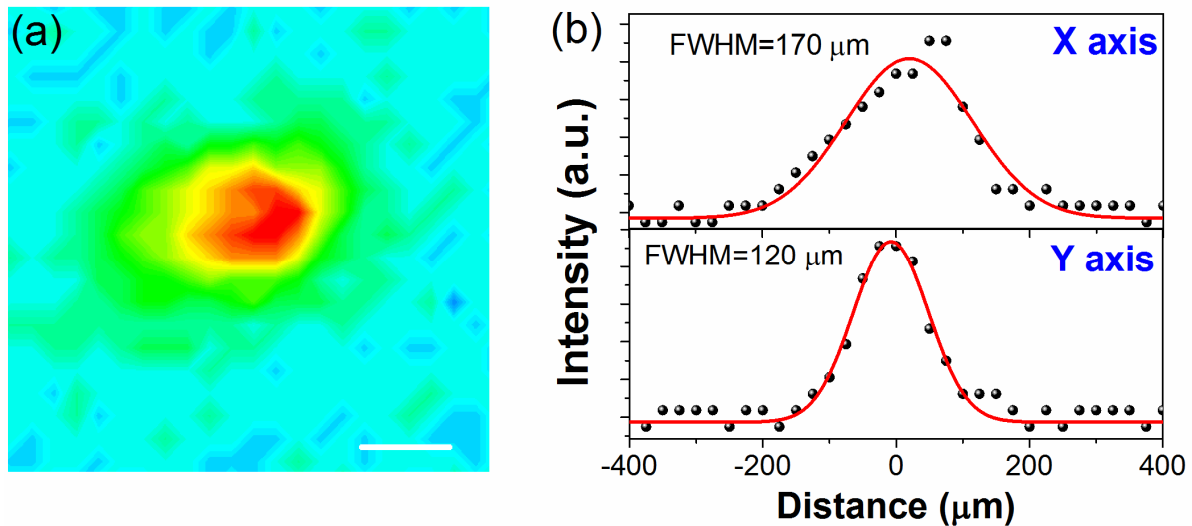 (a)
(b)
FWHM=170 μm
X axis
FWHM=120 μm
Y axis
Intensity (a.u.)
-400 -200 0 200 400
Distance (μm)